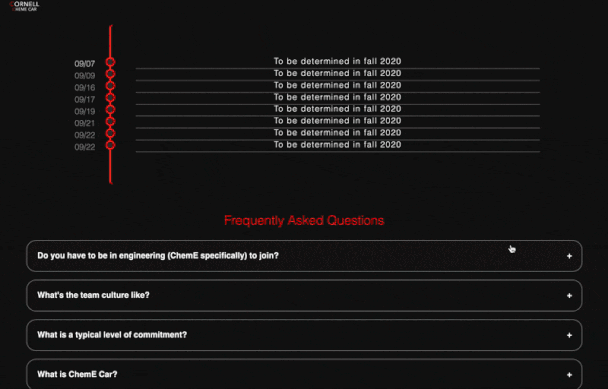 CORNELL
CHEME CAR
09/07 To be determined in fall 2020
09/09 To be determined in fall 2020
09/16 To be determined in fall 2020
09/17 To be determined in fall 2020
09/19 To be determined in fall 2020
09/21 To be determined in fall 2020
09/22 To be determined in fall 2020
09/22 To be determined in fall 2020
Frequently Asked Questions
Do you have to be in engineering (ChemE specifically) to join? +
What's the team culture like? +
What is a typical level of commitment? +
What is ChemE Car? +